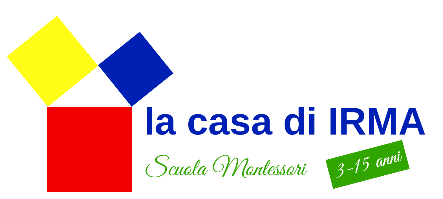 la casa di IRMA
Scuola Montessori
3-15 anni